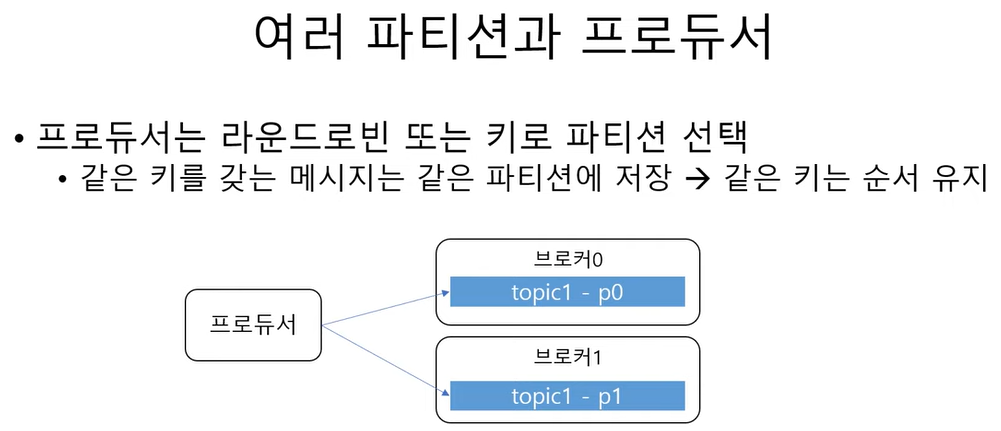 여러 파티션과 프로듀서
• 프로듀서는 라운드로빈 또는 키로 파티션 선택
• 같은 키를 갖는 메시지는 같은 파티션에 저장 → 같은 키는 순서 유지
브로커0
topic1 - p0
프로듀서
브로커1
topic1 - p1